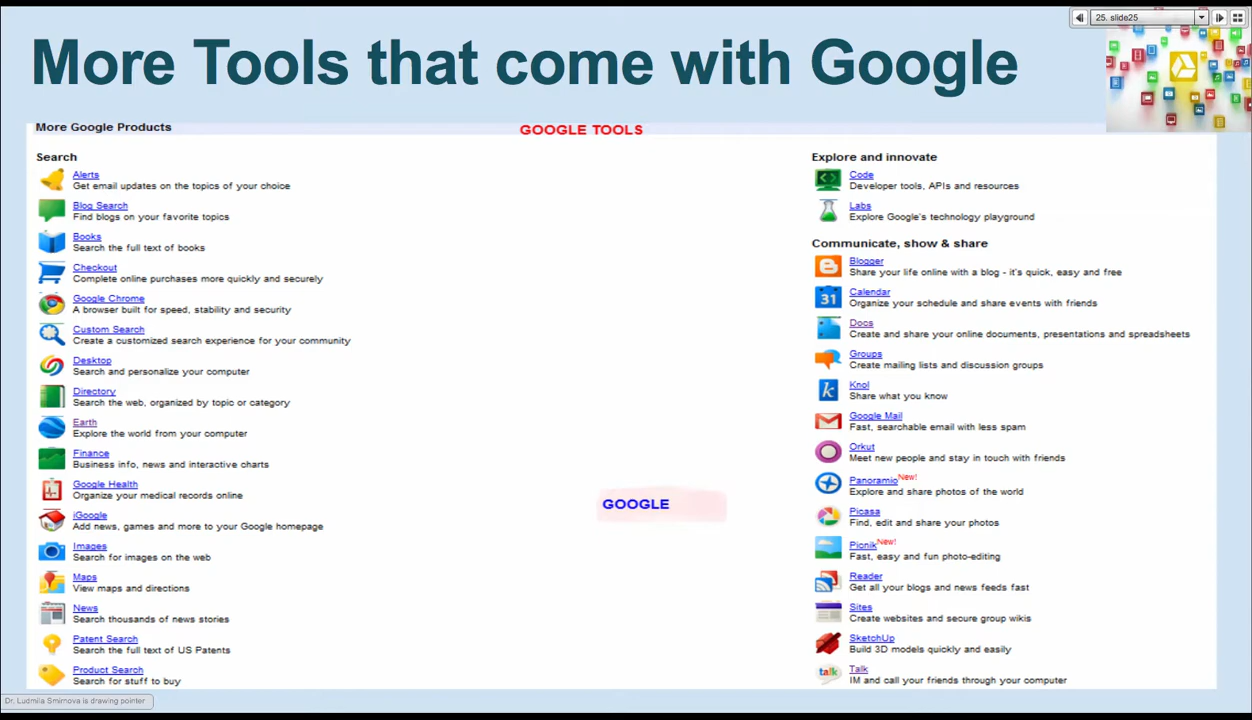 25. slide25
More Tools that come with Google
More Google Products
GOOGLE TOOLS
Search
Alerts
Get email updates on the topics of your choice
Blog Search
Find blogs on your favorite topics
Books
Search the full text of books
Checkout
Complete online purchases more quickly and securely
Google Chrome
A browser built for speed, stability and security
Custom Search
Create a customized search experience for your community
Desktop
Search and personalize your computer
Directory
Search the web, organized by topic or category
Earth
Explore the world from your computer
Finance
Business info, news and interactive charts
Google Health
Organize your medical records online
iGoogle
Add news, games and more to your Google homepage
Images
Search for images on the web
Maps
View maps and directions
News
Search thousands of news stories
Patent Search
Search the full text of US Patents
Product Search
Search for stuff to buy
GOOGLE
Explore and innovate
Code
Developer tools, APIs and resources
Labs
Explore Google's technology playground
Communicate, show & share
Blogger
Share your life online with a blog - it's quick, easy and free
31
Calendar
Organize your schedule and share events with friends
Docs
Create and share your online documents, presentations and spreadsheets
Groups
Create mailing lists and discussion groups
k
Knol
Share what you know
Google Mail
Fast, searchable email with less spam
Orkut
Meet new people and stay in touch with friends
Panoramio New!
Explore and share photos of the world
Picasa
Find, edit and share your photos
Picnik New!
Fast, easy and fun photo-editing
Reader
Get all your blogs and news feeds fast
Sites
Create websites and secure group wikis
SketchUp
Build 3D models quickly and easily
talk
Talk
IM and call your friends through your computer
Dr. Ludmila Smirnova is drawing pointer